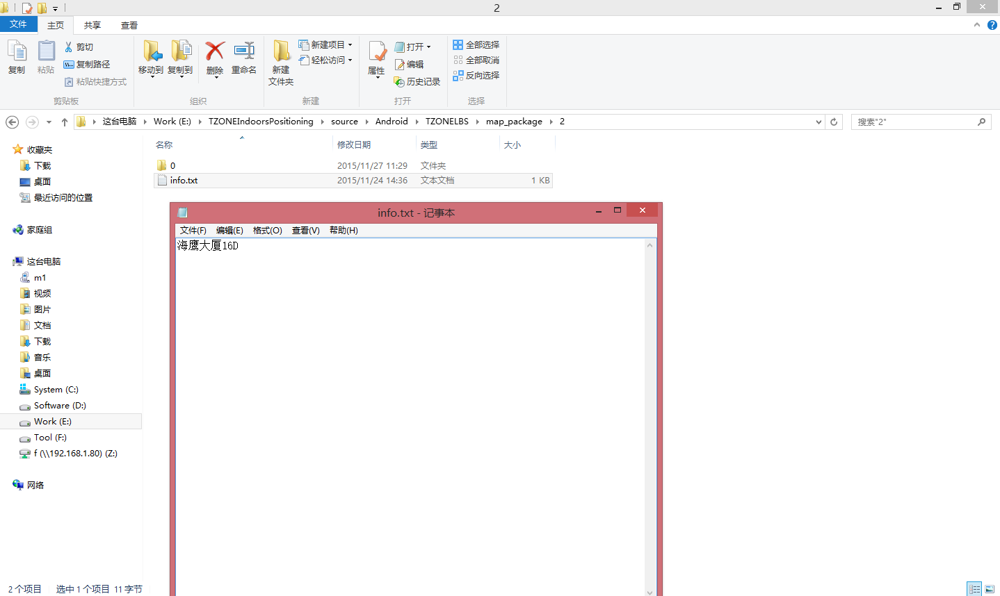 2
文件 主页 共享 查看
复制 粘贴 剪切 复制路径 粘贴快捷方式
剪贴板
移动到 复制到 删除 重命名
组织
新建文件夹 新建项目 轻松访问
新建
属性 打开 编辑 历史记录
打开
全部选择 全部取消 反向选择
选择
这台电脑 Work (E:) TZONEIndoorsPositioning source Android TZONELBS map_package 2
搜索"2"
名称 修改日期 类型 大小
0 2015/11/27 11:29 文件夹
info.txt 2015/11/24 14:36 文本文档 1 KB
收藏夹
下载
桌面
最近访问的位置
家庭组
这台电脑
m1
视频
图片
文档
下载
音乐
桌面
System (C:)
Software (D:)
Work (E:)
Tool (F:)
f (\\192.168.1.80) (Z:)
网络
info.txt - 记事本
文件(F) 编辑(E) 格式(O) 查看(V) 帮助(H)
海鹰大厦16D
2 个项目 选中 1 个项目 11 字节